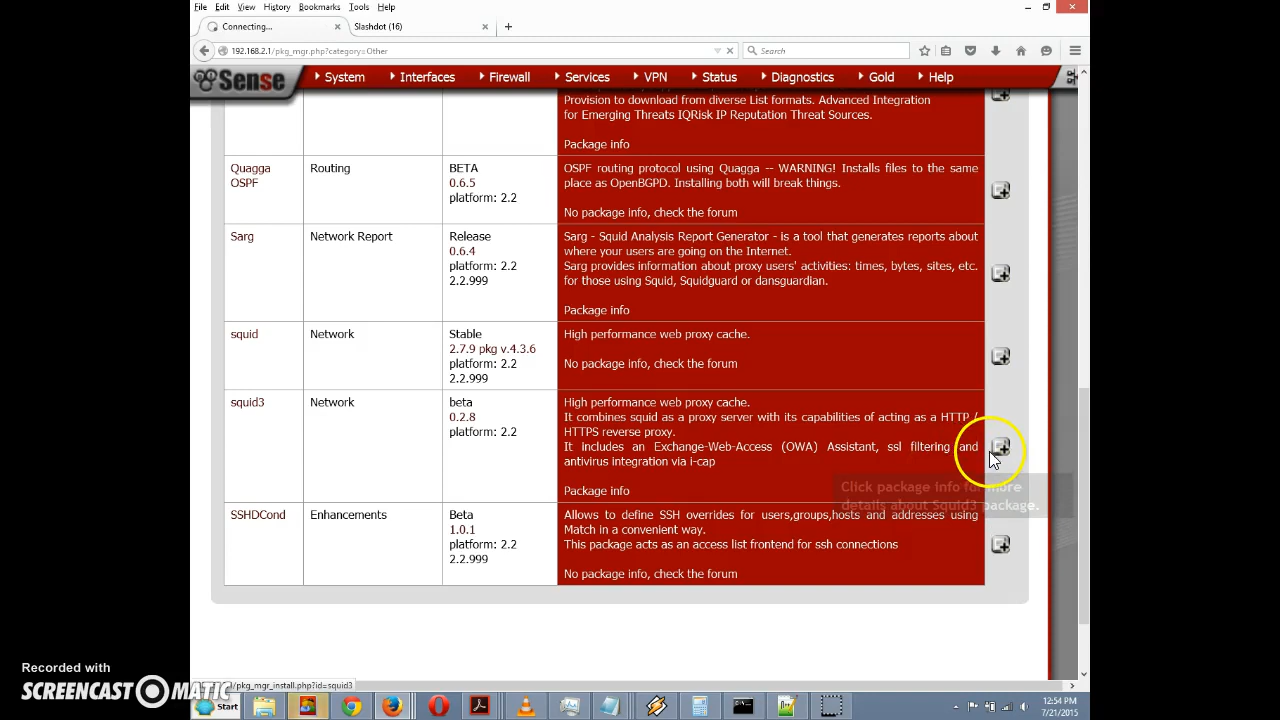 File Edit View History Bookmarks Tools Help
Connecting... Slashdot (16)
192.168.2.1/pkg_mgr.php?category=Other Search
Sense System Interfaces Firewall Services VPN Status Diagnostics Gold Help
Provision to download from diverse List formats. Advanced Integration
for Emerging Threats IQRisk IP Reputation Threat Sources.
Package info
Quagga Routing BETA OSPF routing protocol using Quagga -- WARNING! Installs files to the same
OSPF 0.6.5 place as OpenBGPD. Installing both will break things.
platform: 2.2
No package info, check the forum
Sarg Network Report Release Sarg - Squid Analysis Report Generator - is a tool that generates reports about
0.6.4 where your users are going on the Internet.
platform: 2.2 Sarg provides information about proxy users' activities: times, bytes, sites, etc.
2.2.999 for those using Squid, Squidguard or dansguardian.
Package info
squid Network Stable High performance web proxy cache.
2.7.9 pkg v.4.3.6
platform: 2.2 No package info, check the forum
2.2.999
squid3 Network beta High performance web proxy cache.
0.2.8 It combines squid as a proxy server with its capabilities of acting as a HTTP /
platform: 2.2 HTTPS reverse proxy.
It includes an Exchange-Web-Access (OWA) Assistant, ssl filtering and
antivirus integration via i-cap
Package info
Click package info for more
details about Squid3 package.
SSHDCond Enhancements Beta Allows to define SSH overrides for users,groups,hosts and addresses using
1.0.1 Match in a convenient way.
platform: 2.2 This package acts as an access list frontend for ssh connections
2.2.999
No package info, check the forum
Recorded with
SCREENCAST MATIC
/pkg_mgr_install.php?id=squid3
Start
12:54 PM
7/21/2015